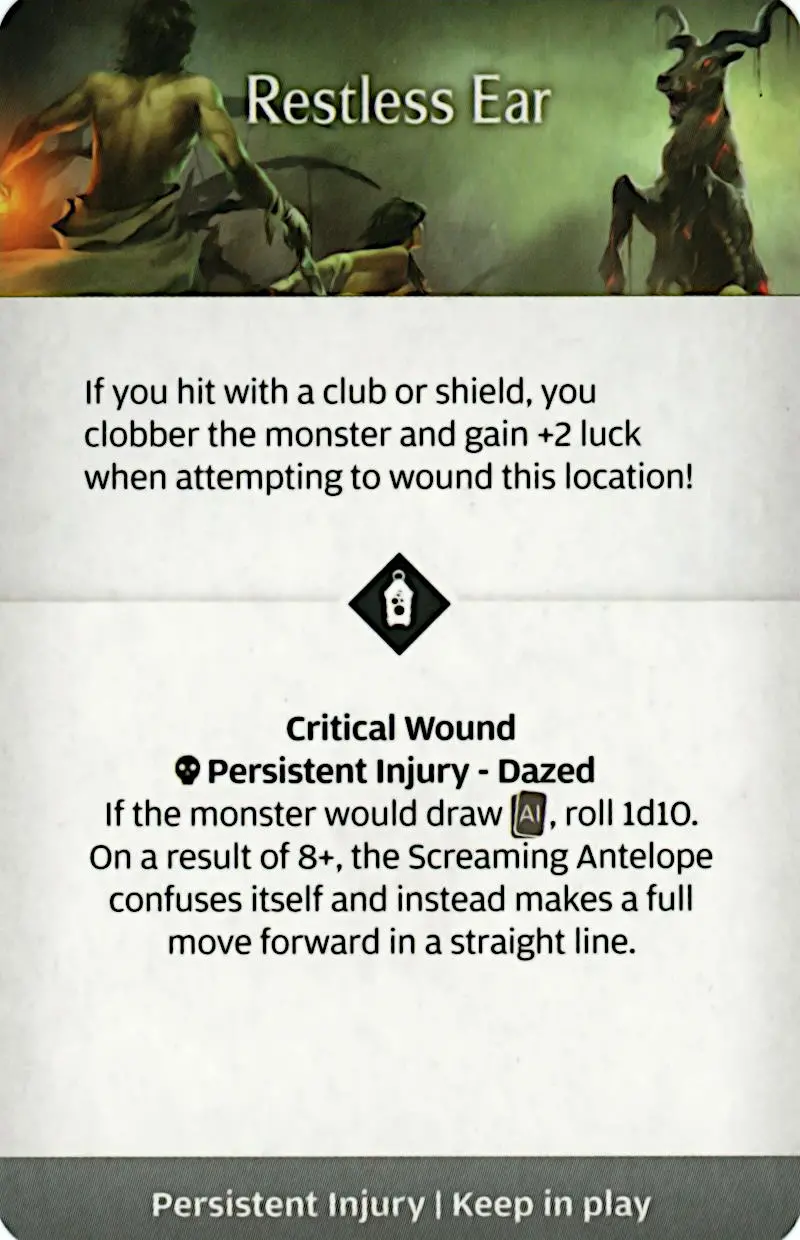 Restless Ear
If you hit with a club or shield, you
clobber the monster and gain +2 luck
when attempting to wound this location!
Critical Wound
Persistent Injury - Dazed
If the monster would draw AI, roll 1d10.
On a result of 8+, the Screaming Antelope
confuses itself and instead makes a full
move forward in a straight line.
Persistent Injury | Keep in play